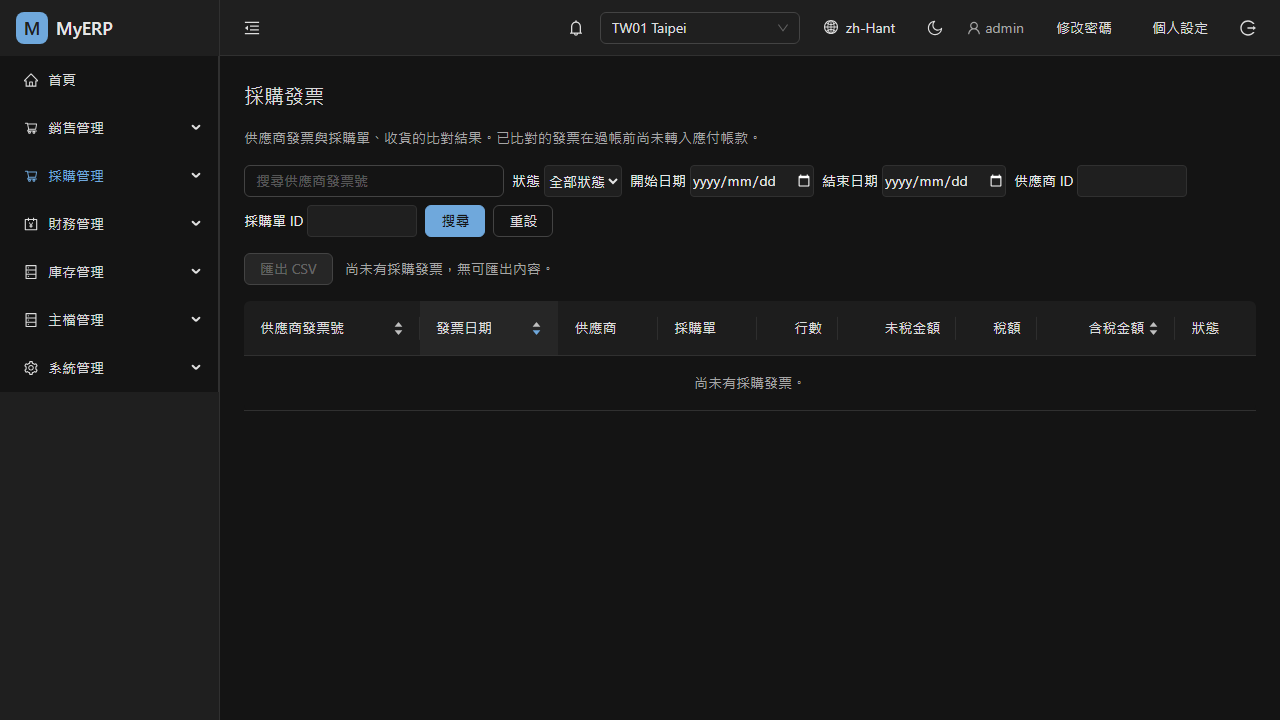 M MyERP
TW01 Taipei
zh-Hant
admin
修改密碼
個人設定
首頁
銷售管理
採購管理
財務管理
庫存管理
主檔管理
系統管理
採購發票
供應商發票與採購單、收貨的比對結果。已比對的發票在過帳前尚未轉入應付帳款。
搜尋供應商發票號 狀態 全部狀態 開始日期 yyyy/mm/dd 結束日期 yyyy/mm/dd 供應商 ID
採購單 ID 搜尋 重設
匯出 CSV 尚未有採購發票，無可匯出內容。
供應商發票號 發票日期 供應商 採購單 行數 未稅金額 稅額 含稅金額 狀態
尚未有採購發票。